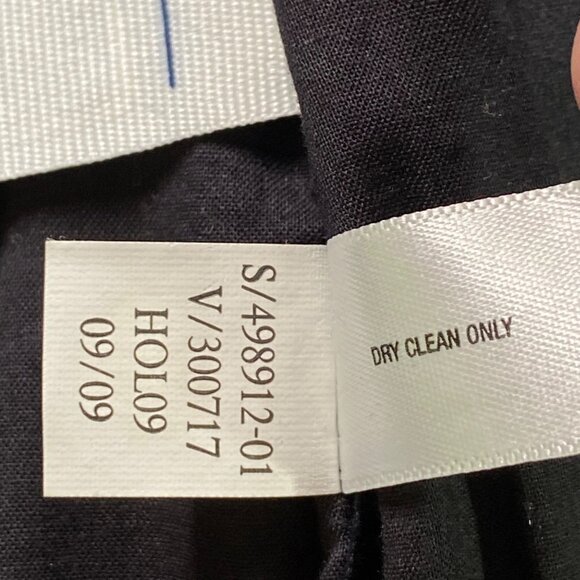 S/498912-01
V/300717
HOL09
09/09
DRY CLEAN ONLY